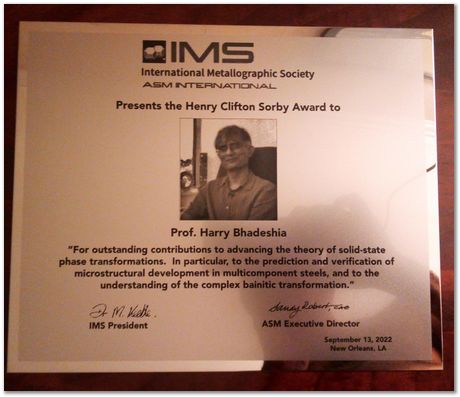 IMS
International Metallographic Society
ASM INTERNATIONAL
Presents the Henry Clifton Sorby Award to
Prof. Harry Bhadeshia
"For outstanding contributions to advancing the theory of solid-state
phase transformations. In particular, to the prediction and verification of
microstructural development in multicomponent steels, and to the
understanding of the complex bainitic transformation."
IMS President
ASM Executive Director
September 13, 2022
New Orleans, LA